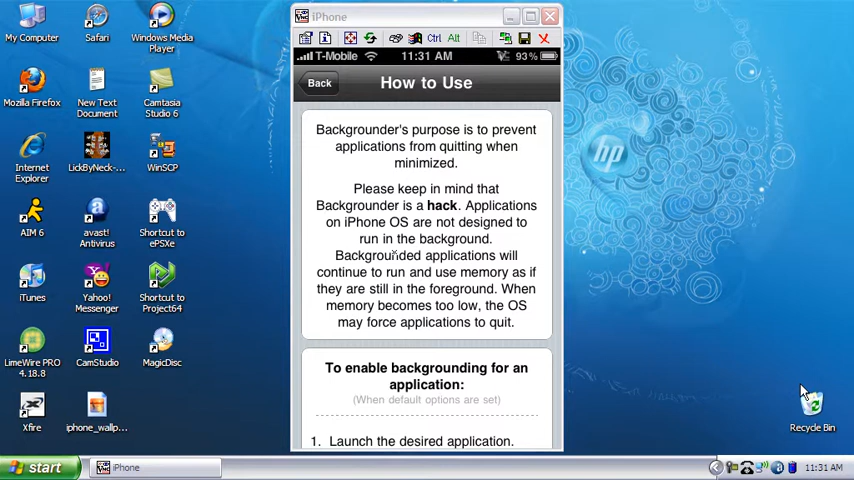 My Computer
Safari
Windows Media
Player
Mozilla Firefox
New Text
Document
Camtasia
Studio 6
Internet
Explorer
LickByNeck-...
WinSCP
AIM 6
avast!
Antivirus
Shortcut to
ePSXe
iTunes
Yahoo!
Messenger
Shortcut to
Project64
LimeWire PRO
4.18.8
CamStudio
MagicDisc
Xfire
iphone_wallp...
iPhone
Ctrl Alt
T-Mobile 11:31 AM 93%
Back How to Use
Backgrounder's purpose is to prevent
applications from quitting when
minimized.
Please keep in mind that
Backgrounder is a hack. Applications
on iPhone OS are not designed to
run in the background.
Backgrounded applications will
continue to run and use memory as if
they are still in the foreground. When
memory becomes too low, the OS
may force applications to quit.
To enable backgrounding for an
application:
(When default options are set)
1. Launch the desired application.
hp
Recycle Bin
start iPhone 11:31 AM